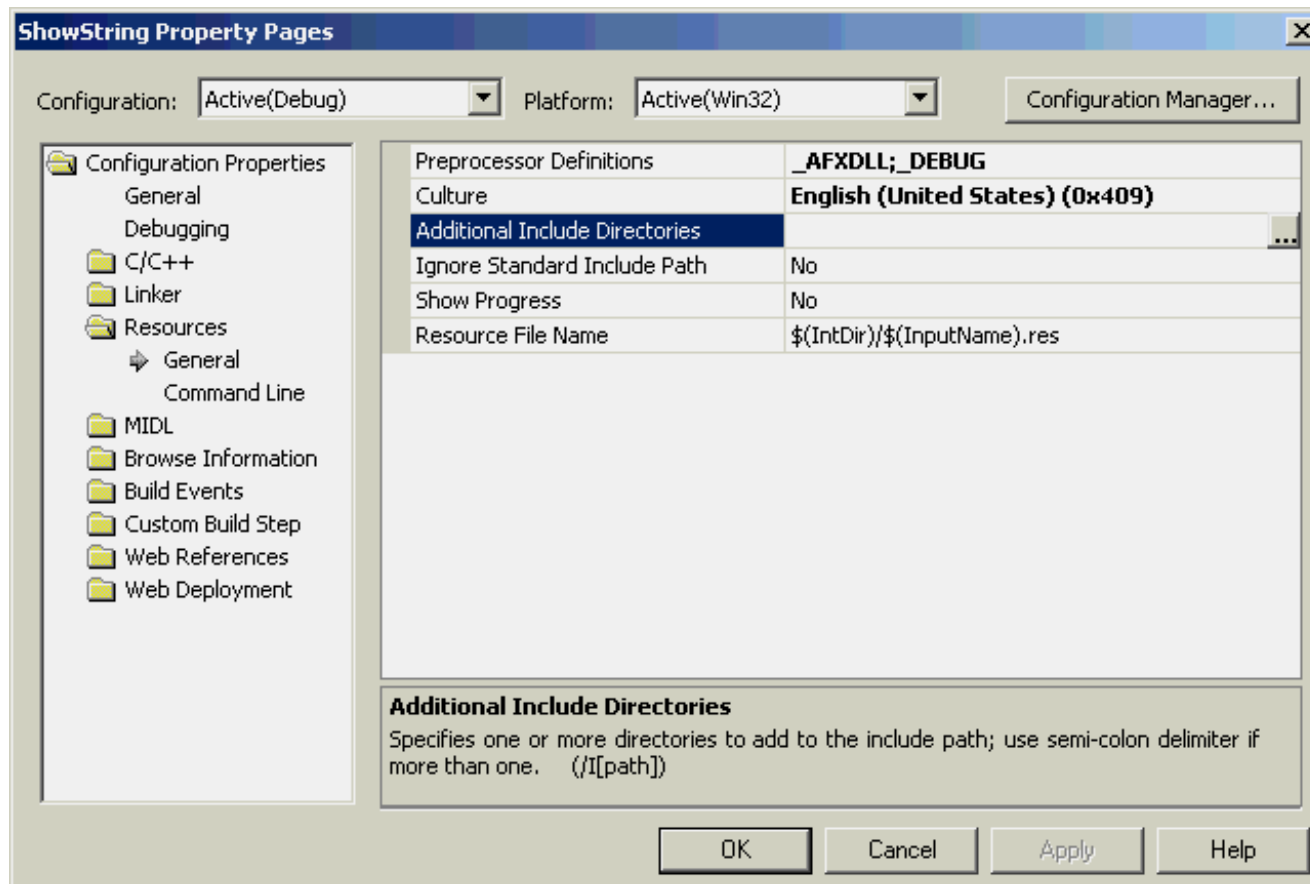 ShowString Property Pages
Configuration: Active(Debug) Platform: Active(Win32) Configuration Manager...
Configuration Properties
General
Debugging
C/C++
Linker
Resources
General
Command Line
MIDL
Browse Information
Build Events
Custom Build Step
Web References
Web Deployment
Preprocessor Definitions _AFXDLL;_DEBUG
Culture English (United States) (0x409)
Additional Include Directories ...
Ignore Standard Include Path No
Show Progress No
Resource File Name $(IntDir)/$(InputName).res
Additional Include Directories
Specifies one or more directories to add to the include path; use semi-colon delimiter if
more than one. (/I[path])
OK Cancel Apply Help